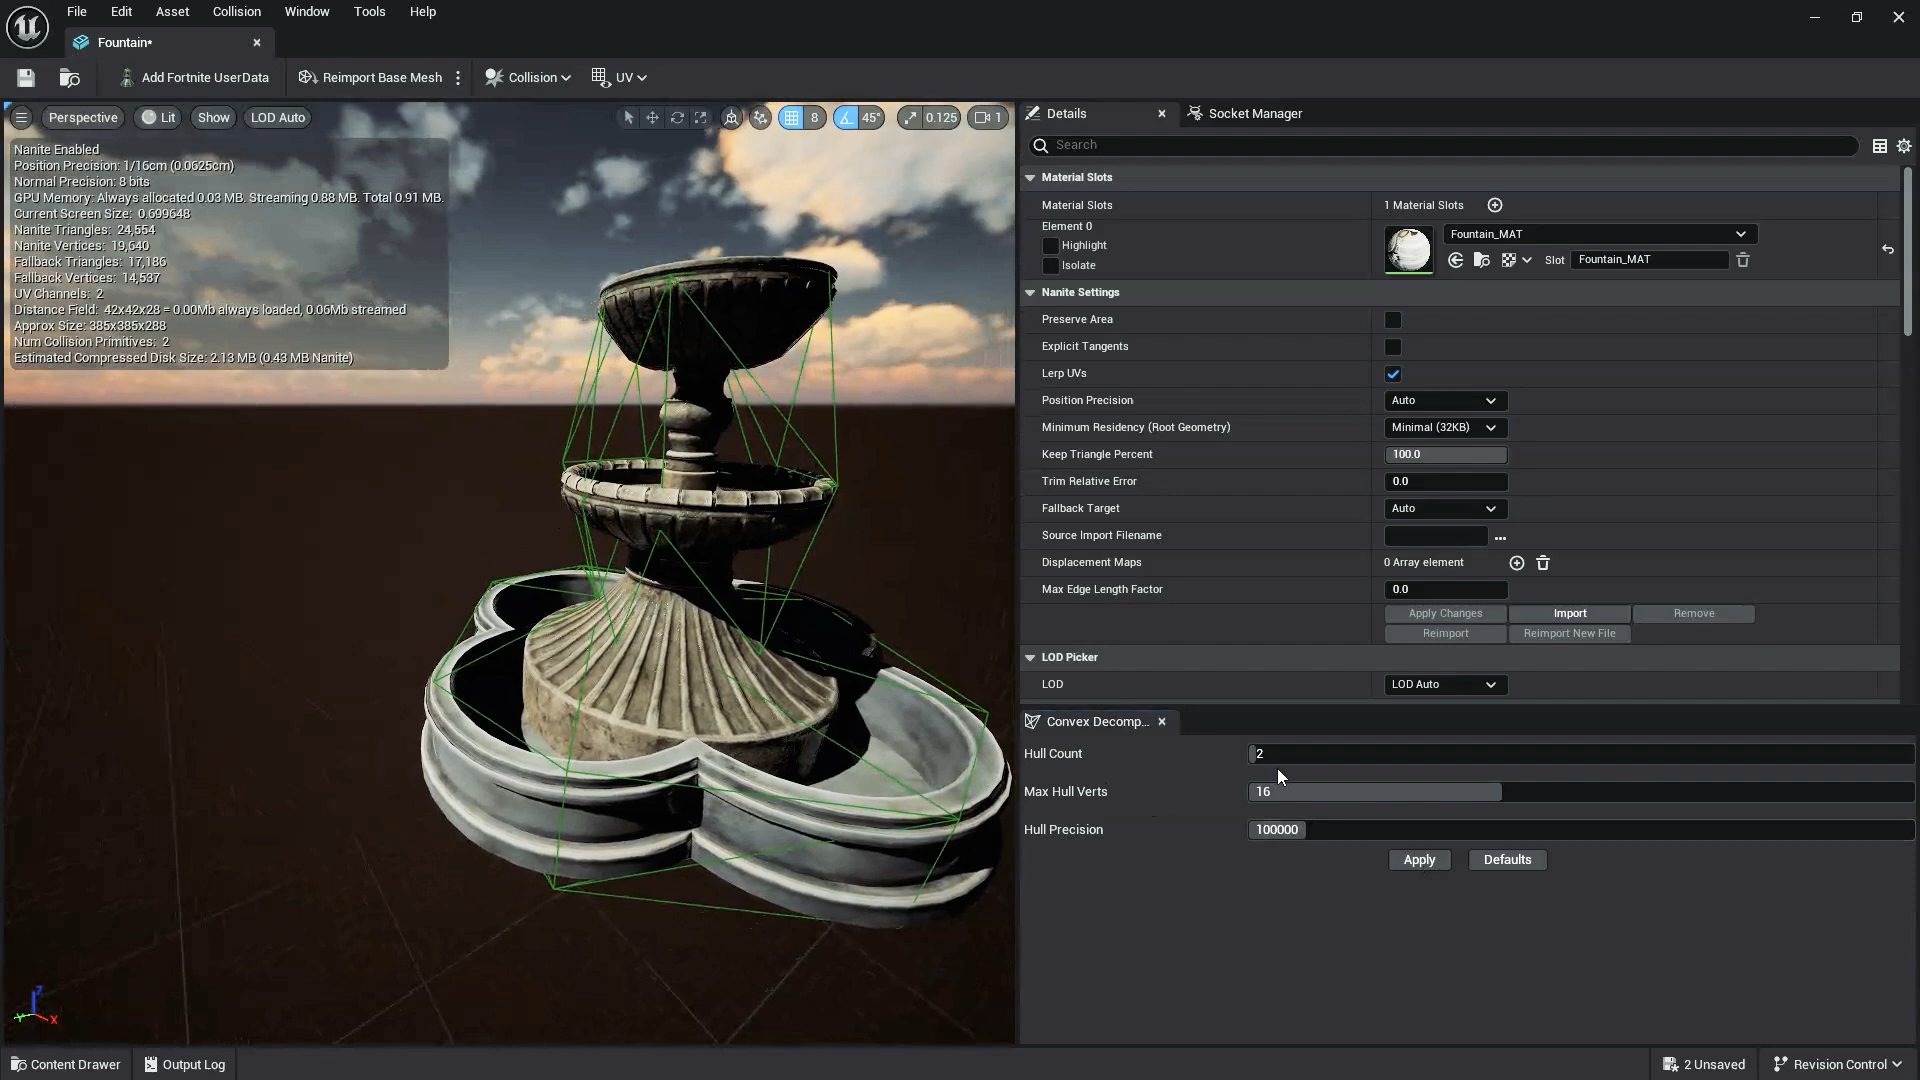 File Edit Asset Collision Window Tools Help
Fountain*
Add Fortnite UserData Reimport Base Mesh Collision UV
Perspective Lit Show LOD Auto 8 45° 0.125 1
Nanite Enabled
Position Precision: 1/16cm (0.0625cm)
Normal Precision: 8 bits
GPU Memory: Always allocated 0.03 MB. Streaming 0.88 MB. Total 0.91 MB.
Current Screen Size: 0.699648
Nanite Triangles: 24,554
Nanite Vertices: 19,640
Fallback Triangles: 17,186
Fallback Vertices: 14,537
UV Channels: 2
Distance Field: 42x42x28 = 0.00Mb always loaded, 0.06Mb streamed
Approx Size: 385x385x288
Num Collision Primitives: 2
Estimated Compressed Disk Size: 2.13 MB (0.43 MB Nanite)
Z
Y
X
Details Socket Manager
Search
Material Slots
Material Slots 1 Material Slots
Element 0
Highlight
Isolate
Fountain_MAT
Slot Fountain_MAT
Nanite Settings
Preserve Area
Explicit Tangents
Lerp UVs
Position Precision Auto
Minimum Residency (Root Geometry) Minimal (32KB)
Keep Triangle Percent 100.0
Trim Relative Error 0.0
Fallback Target Auto
Source Import Filename ...
Displacement Maps 0 Array element
Max Edge Length Factor 0.0
Apply Changes Import Remove
Reimport Reimport New File
LOD Picker
LOD LOD Auto
Convex Decomp...
Hull Count 2
Max Hull Verts 16
Hull Precision 100000
Apply Defaults
Content Drawer Output Log 2 Unsaved Revision Control